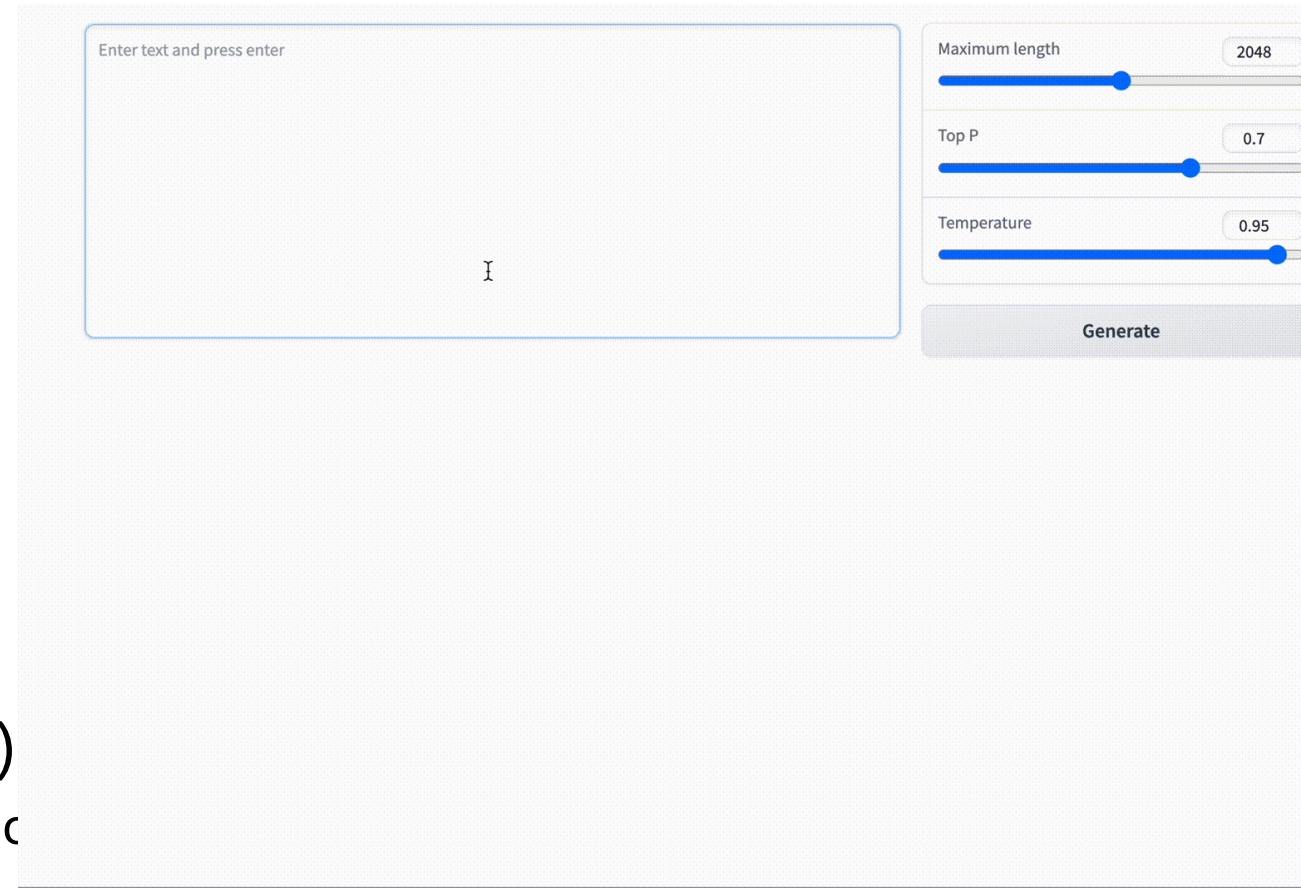 Enter text and press enter
Maximum length
2048
Top P
0.7
Temperature
0.95
Generate
)